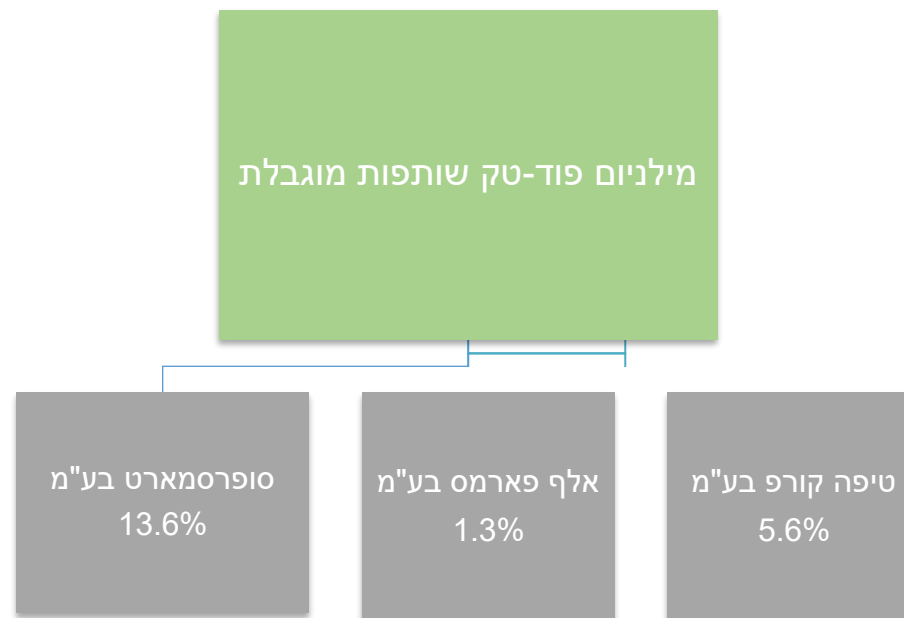 מילניום פוד-טק שותפות מוגבלת
טיפה קורפ בע"מ
5.6%
אלף פארמס בע"מ
1.3%
סופרסמארט בע"מ
13.6%